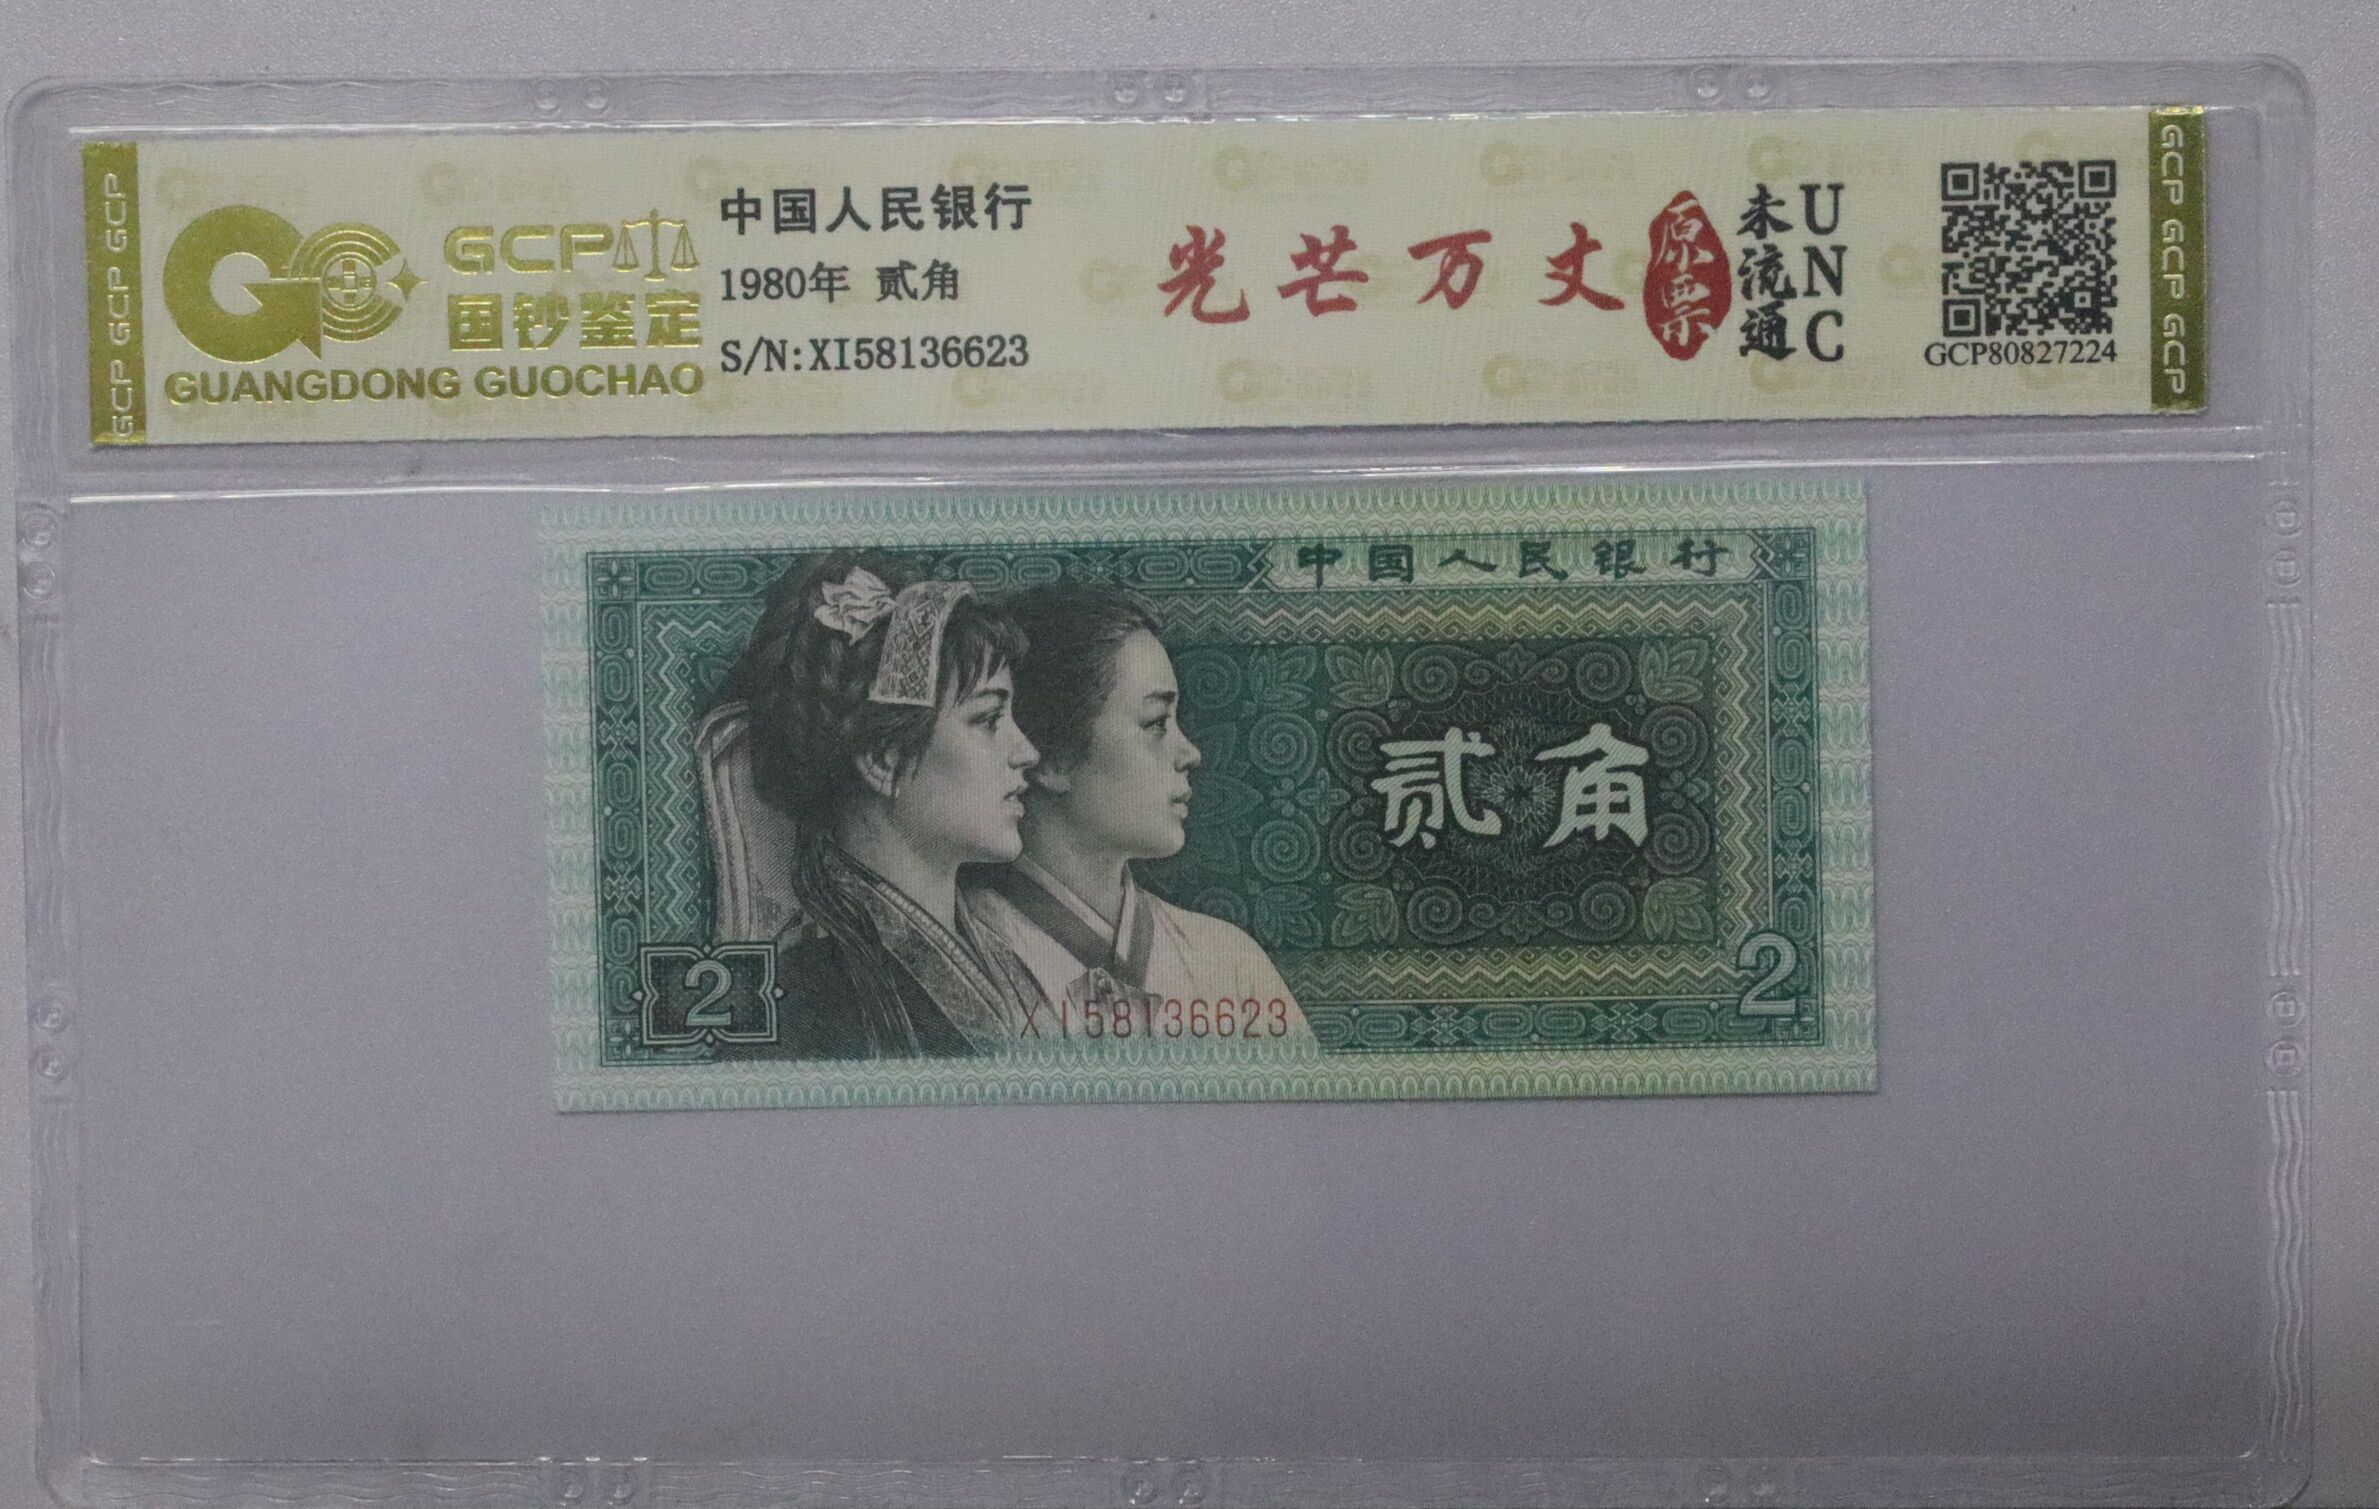 GCP GCP GCP
GCP
国钞鉴定
GUANGDONG GUOCHAO
中国人民银行
1980年 贰角
S/N:XI58136623
光芒万丈
原票
未流通
UNC
GCP80827224
GCP GCP GCP
中国人民银行
贰角
2
2
XI58136623